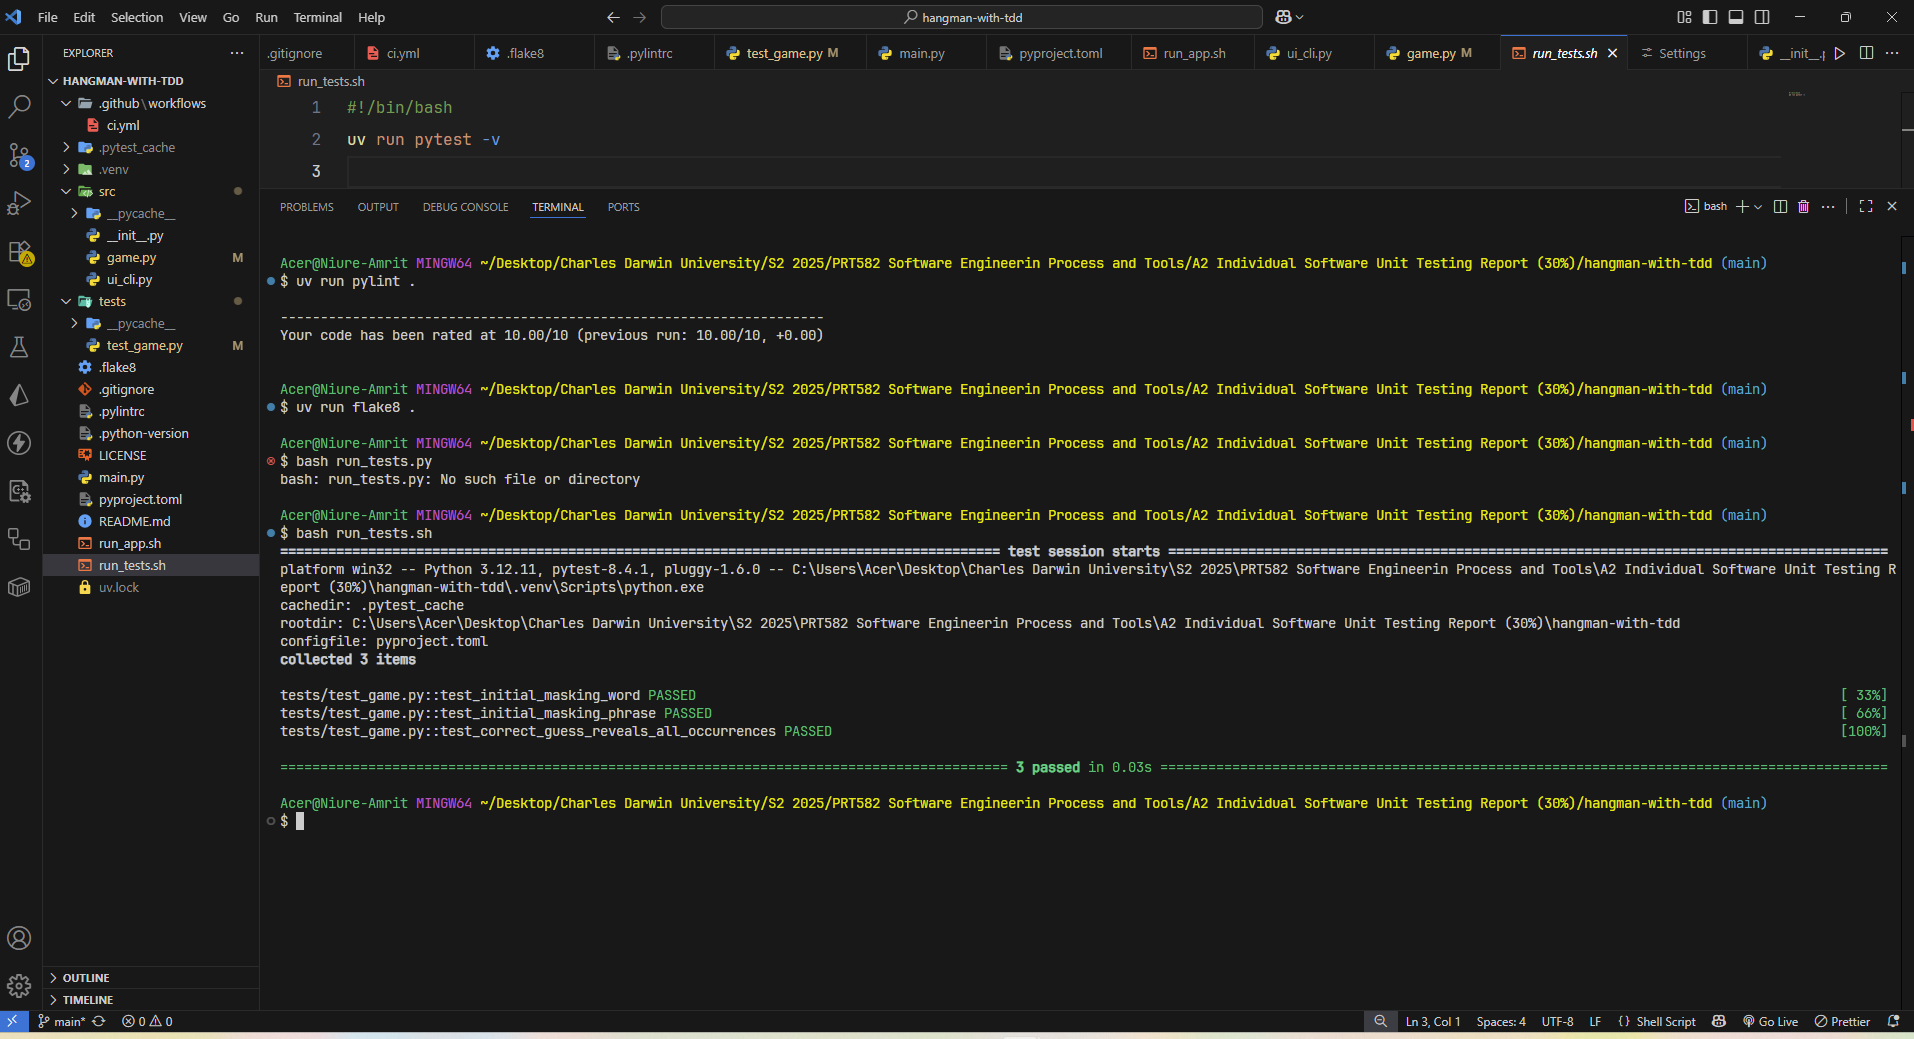 File Edit Selection View Go Run Terminal Help
hangman-with-tdd
EXPLORER
HANGMAN-WITH-TDD
.github\workflows
ci.yml
.pytest_cache
.venv
src
__pycache__
__init__.py
game.py M
ui_cli.py
tests
__pycache__
test_game.py M
.flake8
.gitignore
.pylintrc
.python-version
LICENSE
main.py
pyproject.toml
README.md
run_app.sh
run_tests.sh
uv.lock
OUTLINE
TIMELINE
2
.gitignore ci.yml .flake8 .pylintrc test_game.py M main.py pyproject.toml run_app.sh ui_cli.py game.py M run_tests.sh Settings __init__.p
run_tests.sh
1 #!/bin/bash
2 uv run pytest -v
3
PROBLEMS OUTPUT DEBUG CONSOLE TERMINAL PORTS
bash
Acer@Niure-Amrit MINGW64 ~/Desktop/Charles Darwin University/S2 2025/PRT582 Software Engineerin Process and Tools/A2 Individual Software Unit Testing Report (30%)/hangman-with-tdd (main)
$ uv run pylint .
--------------------------------------------------------------------
Your code has been rated at 10.00/10 (previous run: 10.00/10, +0.00)
Acer@Niure-Amrit MINGW64 ~/Desktop/Charles Darwin University/S2 2025/PRT582 Software Engineerin Process and Tools/A2 Individual Software Unit Testing Report (30%)/hangman-with-tdd (main)
$ uv run flake8 .
Acer@Niure-Amrit MINGW64 ~/Desktop/Charles Darwin University/S2 2025/PRT582 Software Engineerin Process and Tools/A2 Individual Software Unit Testing Report (30%)/hangman-with-tdd (main)
$ bash run_tests.py
bash: run_tests.py: No such file or directory
Acer@Niure-Amrit MINGW64 ~/Desktop/Charles Darwin University/S2 2025/PRT582 Software Engineerin Process and Tools/A2 Individual Software Unit Testing Report (30%)/hangman-with-tdd (main)
$ bash run_tests.sh
========================================================================================== test session starts ==========================================================================================
platform win32 -- Python 3.12.11, pytest-8.4.1, pluggy-1.6.0 -- C:\Users\Acer\Desktop\Charles Darwin University\S2 2025\PRT582 Software Engineerin Process and Tools\A2 Individual Software Unit Testing R
eport (30%)\hangman-with-tdd\.venv\Scripts\python.exe
cachedir: .pytest_cache
rootdir: C:\Users\Acer\Desktop\Charles Darwin University\S2 2025\PRT582 Software Engineerin Process and Tools\A2 Individual Software Unit Testing Report (30%)\hangman-with-tdd
configfile: pyproject.toml
collected 3 items
tests/test_game.py::test_initial_masking_word PASSED [ 33%]
tests/test_game.py::test_initial_masking_phrase PASSED [ 66%]
tests/test_game.py::test_correct_guess_reveals_all_occurrences PASSED [100%]
=========================================================================================== 3 passed in 0.03s ===========================================================================================
Acer@Niure-Amrit MINGW64 ~/Desktop/Charles Darwin University/S2 2025/PRT582 Software Engineerin Process and Tools/A2 Individual Software Unit Testing Report (30%)/hangman-with-tdd (main)
$
main* 0 0 Ln 3, Col 1 Spaces: 4 UTF-8 LF {} Shell Script Go Live Prettier